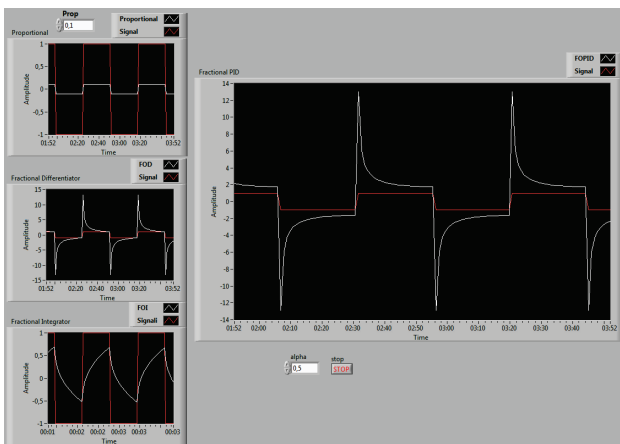 Prop
0,1
Proportional
Signal
Proportional
Amplitude
1
0,5
0
-0,5
-1
01:52 02:20 02:40 03:00 03:20 03:52
Time
FOD
Signal
Fractional Differentiator
Amplitude
15
10
5
0
-5
-10
-15
01:52 02:20 02:40 03:00 03:20 03:52
Time
FOI
Signali
Fractional Integrator
Amplitude
1
0,5
0
-0,5
-1
00:01 00:02 00:02 00:03 00:03
Time
FOPID
Signal
Fractional PID
Amplitude
14
12
10
8
6
4
2
0
-2
-4
-6
-8
-10
-12
-14
01:52 02:00 02:10 02:20 02:30 02:40 02:50 03:00 03:10 03:20 03:30 03:40 03:52
Time
alpha
0,5
stop
STOP